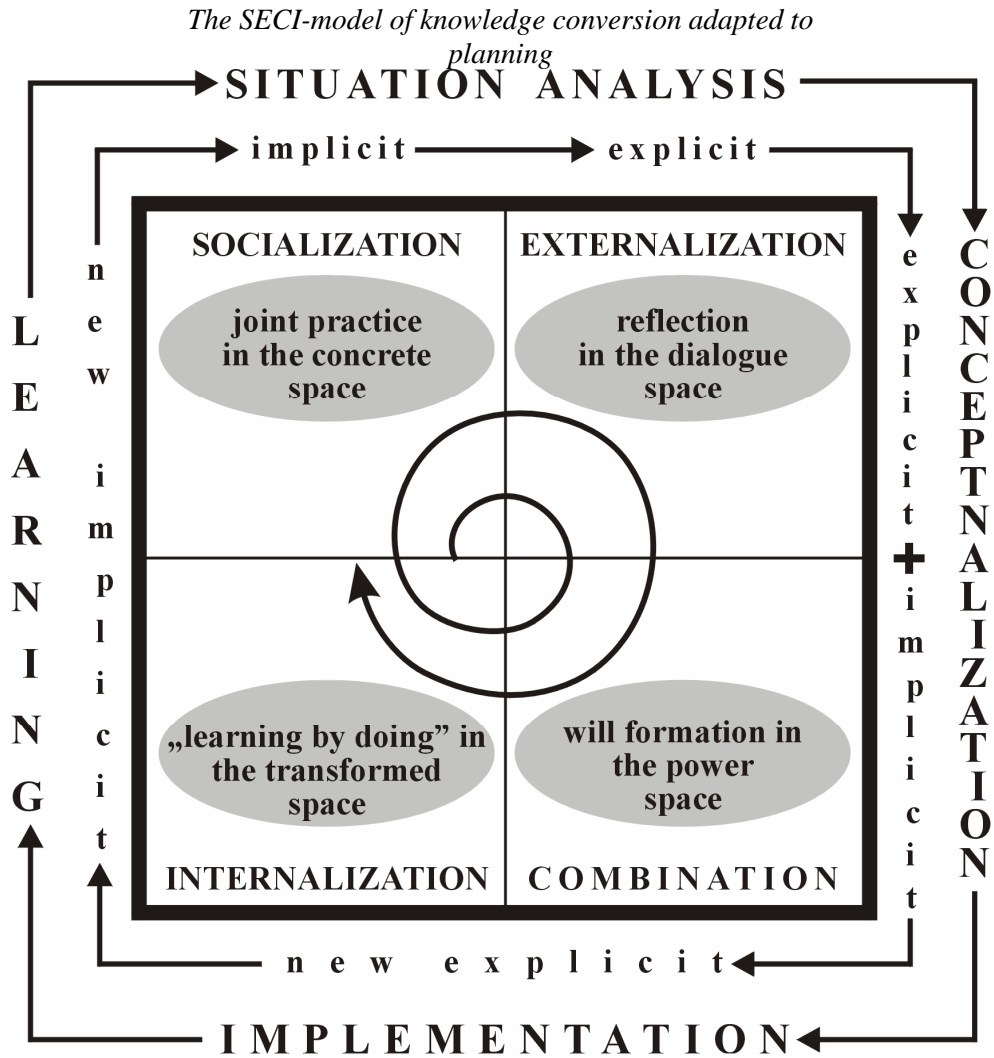 The SECI-model of knowledge conversion adapted to
planning
SITUATION ANALYSIS
implicit
explicit
SOCIALIZATION
EXTERNALIZATION
joint practice
in the concrete
space
reflection
in the dialogue
space
LEARNING
new implicit
explicit + implicit
CONCEPTNALIZATION
„learning by doing” in
the transformed
space
will formation in
the power
space
INTERNALIZATION
COMBINATION
new explicit
IMPLEMENTATION